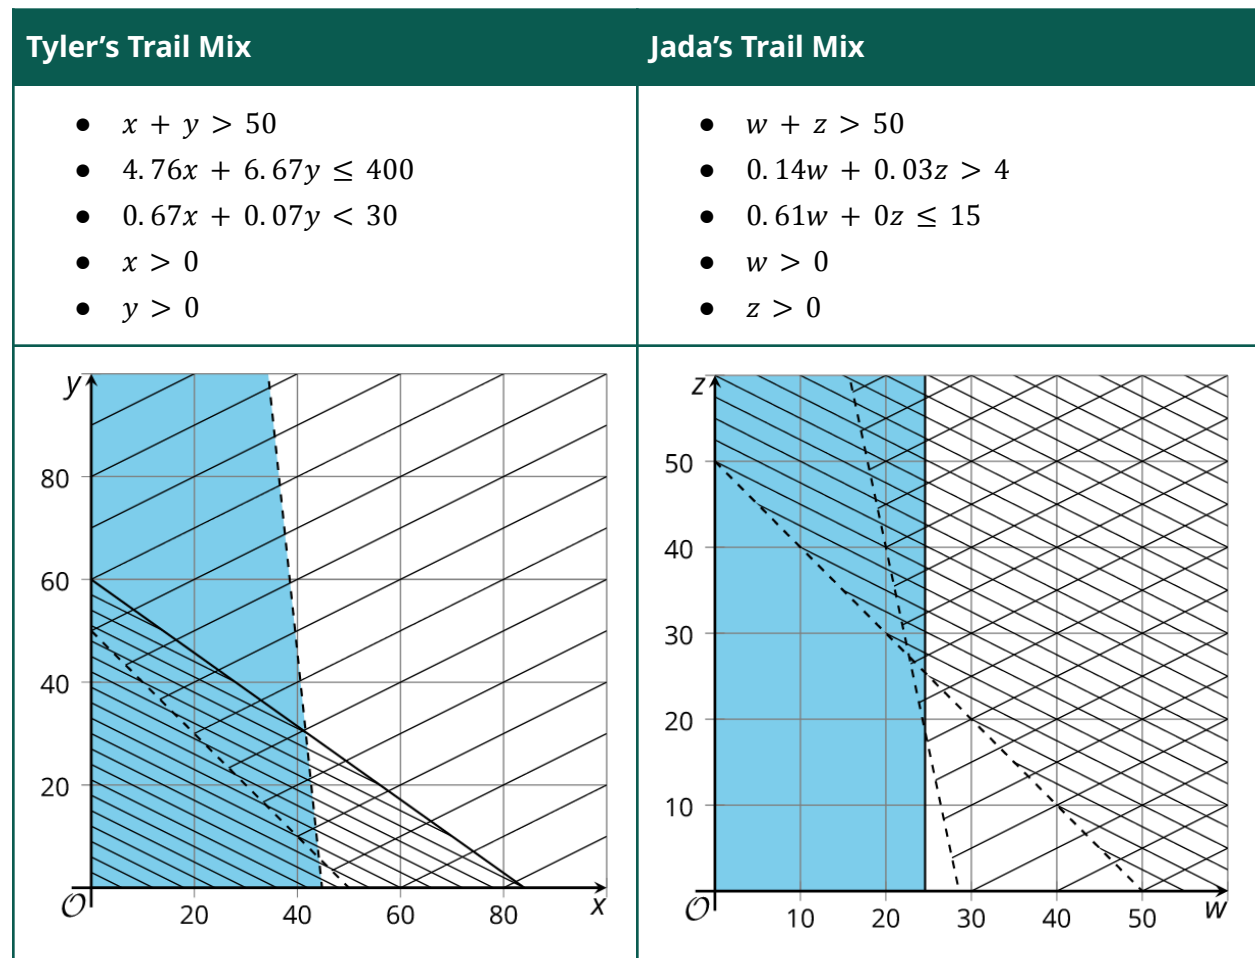 Tyler’s Trail Mix
Jada’s Trail Mix
● x + y > 50
● 4.76x + 6.67y ≤ 400
● 0.67x + 0.07y < 30
● x > 0
● y > 0
● w + z > 50
● 0.14w + 0.03z > 4
● 0.61w + 0z ≤ 15
● w > 0
● z > 0
y
80
60
40
20
O
20 40 60 80 x
z
50
40
30
20
10
O
10 20 30 40 50 w